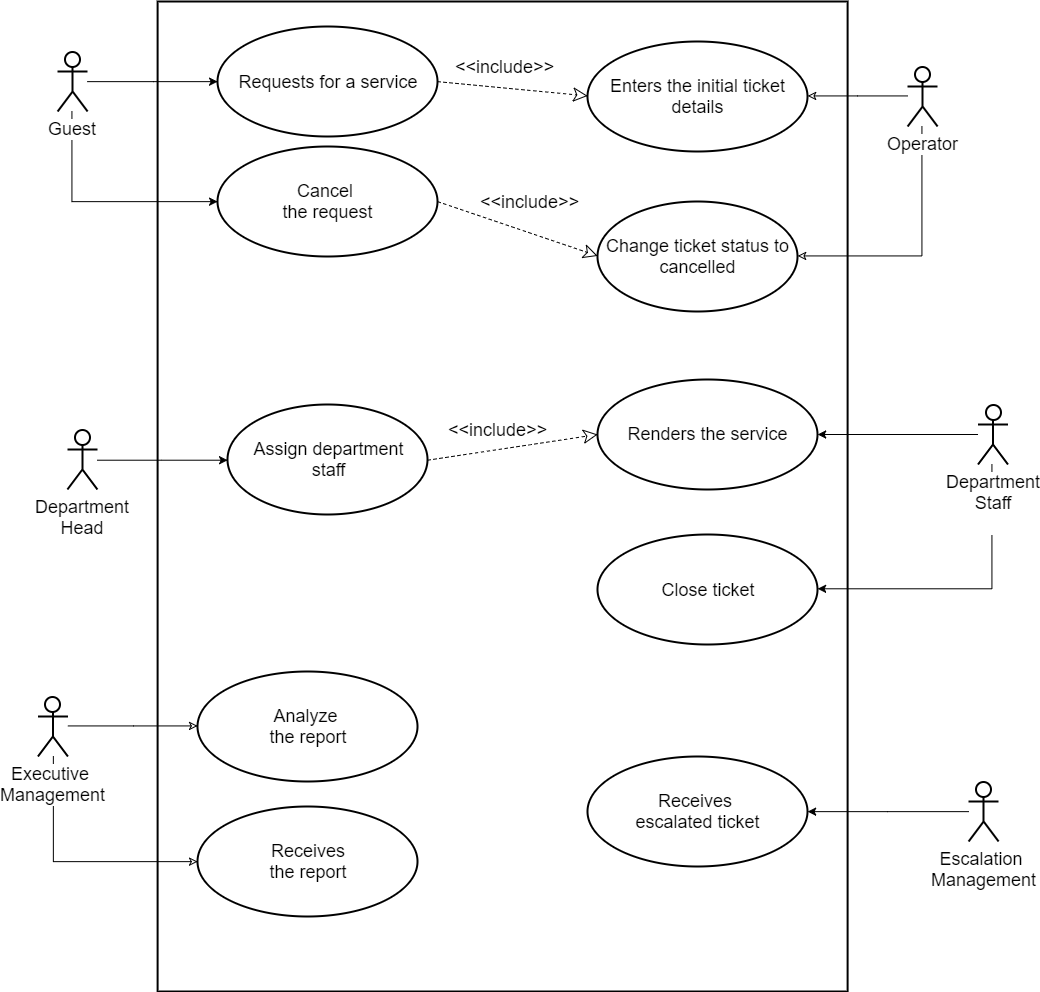 Requests for a service
<<include>>
Enters the initial ticket
details
Guest
Operator
Cancel
the request
<<include>>
Change ticket status to
cancelled
Assign department
staff
<<include>>
Renders the service
Department
Head
Department
Staff
Close ticket
Analyze
the report
Executive
Management
Receives
escalated ticket
Receives
the report
Escalation
Management